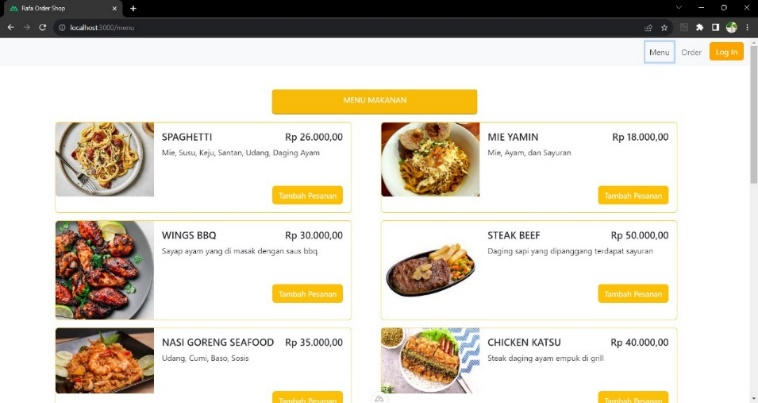 Rafa Order Shop
localhost:3000/menu
Menu Order Log In
MENU MAKANAN
SPAGHETTI Rp 26.000,00
Mie, Susu, Keju, Santan, Udang, Daging Ayam
Tambah Pesanan
MIE YAMIN Rp 18.000,00
Mie, Ayam, dan Sayuran
Tambah Pesanan
WINGS BBQ Rp 30.000,00
Sayap ayam yang di masak dengan saus bbq
Tambah Pesanan
STEAK BEEF Rp 50.000,00
Daging sapi yang dipanggang terdapat sayuran
Tambah Pesanan
NASI GORENG SEAFOOD Rp 35.000,00
Udang, Cumi, Baso, Sosis
Tambah Pesanan
CHICKEN KATSU Rp 40.000,00
Steak daging ayam empuk di grill
Tambah Pesanan